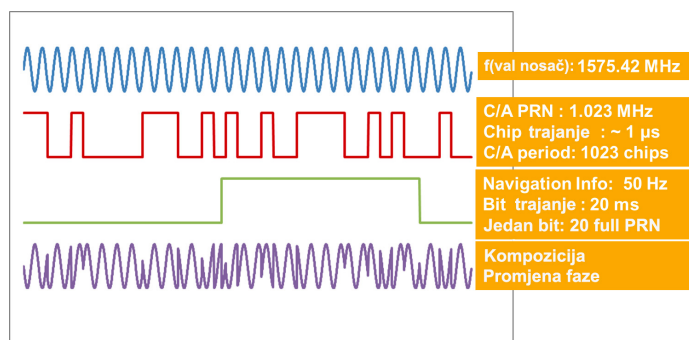 f(val nosač): 1575.42 MHz
C/A PRN : 1.023 MHz
Chip trajanje : ~ 1 µs
C/A period: 1023 chips
Navigation Info: 50 Hz
Bit trajanje : 20 ms
Jedan bit: 20 full PRN
Kompozicija
Promjena faze